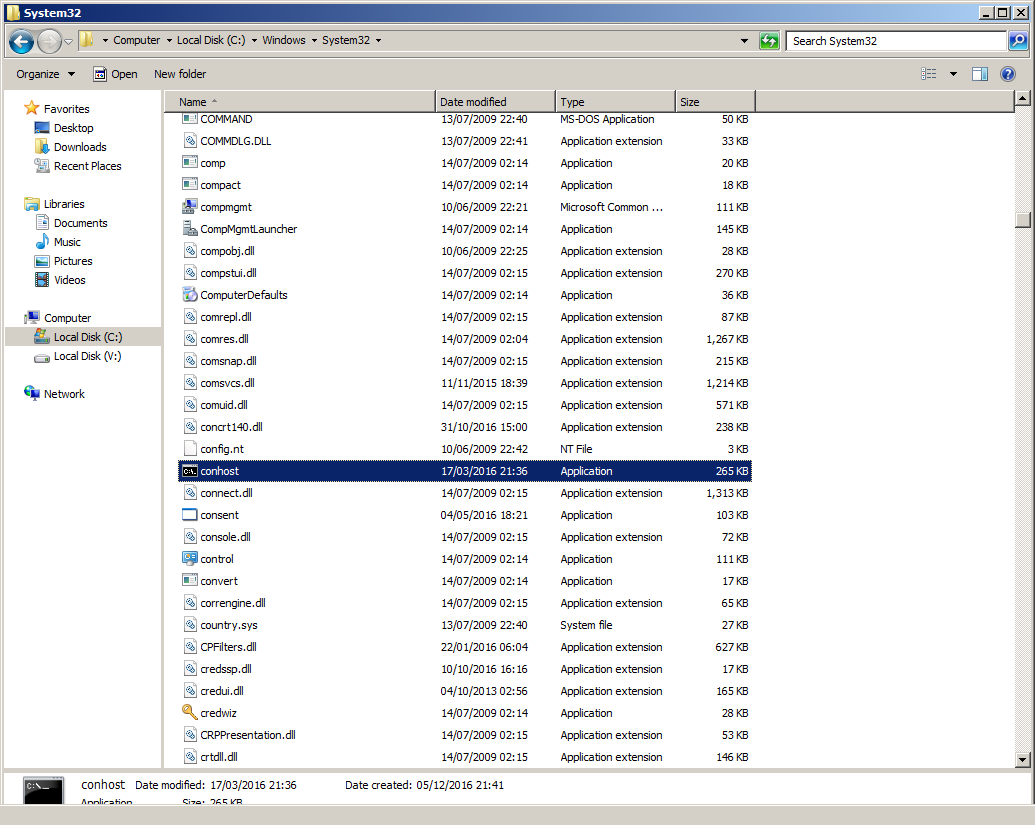 System32
Computer Local Disk (C:) Windows System32 Search System32
Organize Open New folder
Name Date modified Type Size
Favorites
Desktop
Downloads
Recent Places
Libraries
Documents
Music
Pictures
Videos
Computer
Local Disk (C:)
Local Disk (V:)
Network
COMMAND 13/07/2009 22:40 MS-DOS Application 50 KB
COMMDLG.DLL 13/07/2009 22:41 Application extension 33 KB
comp 14/07/2009 02:14 Application 20 KB
compact 14/07/2009 02:14 Application 18 KB
compmgmt 10/06/2009 22:21 Microsoft Common ... 111 KB
CompMgmtLauncher 14/07/2009 02:14 Application 145 KB
compobj.dll 10/06/2009 22:25 Application extension 28 KB
compstui.dll 14/07/2009 02:15 Application extension 270 KB
ComputerDefaults 14/07/2009 02:14 Application 36 KB
comrepl.dll 14/07/2009 02:15 Application extension 87 KB
comres.dll 14/07/2009 02:04 Application extension 1,267 KB
comsnap.dll 14/07/2009 02:15 Application extension 215 KB
comsvcs.dll 11/11/2015 18:39 Application extension 1,214 KB
comuid.dll 14/07/2009 02:15 Application extension 571 KB
concrt140.dll 31/10/2016 15:00 Application extension 238 KB
config.nt 10/06/2009 22:42 NT File 3 KB
C:\. conhost 17/03/2016 21:36 Application 265 KB
connect.dll 14/07/2009 02:15 Application extension 1,313 KB
consent 04/05/2016 18:21 Application 103 KB
console.dll 14/07/2009 02:15 Application extension 72 KB
control 14/07/2009 02:14 Application 111 KB
convert 14/07/2009 02:14 Application 17 KB
correngine.dll 14/07/2009 02:15 Application extension 65 KB
country.sys 13/07/2009 22:40 System file 27 KB
CPFilters.dll 22/01/2016 06:04 Application extension 627 KB
credssp.dll 10/10/2016 16:16 Application extension 17 KB
credui.dll 04/10/2013 02:56 Application extension 165 KB
credwiz 14/07/2009 02:14 Application 28 KB
CRPPresentation.dll 14/07/2009 02:15 Application extension 53 KB
crtdll.dll 14/07/2009 02:15 Application extension 146 KB
C:\._ conhost Date modified: 17/03/2016 21:36 Date created: 05/12/2016 21:41
Application Size: 265 KB